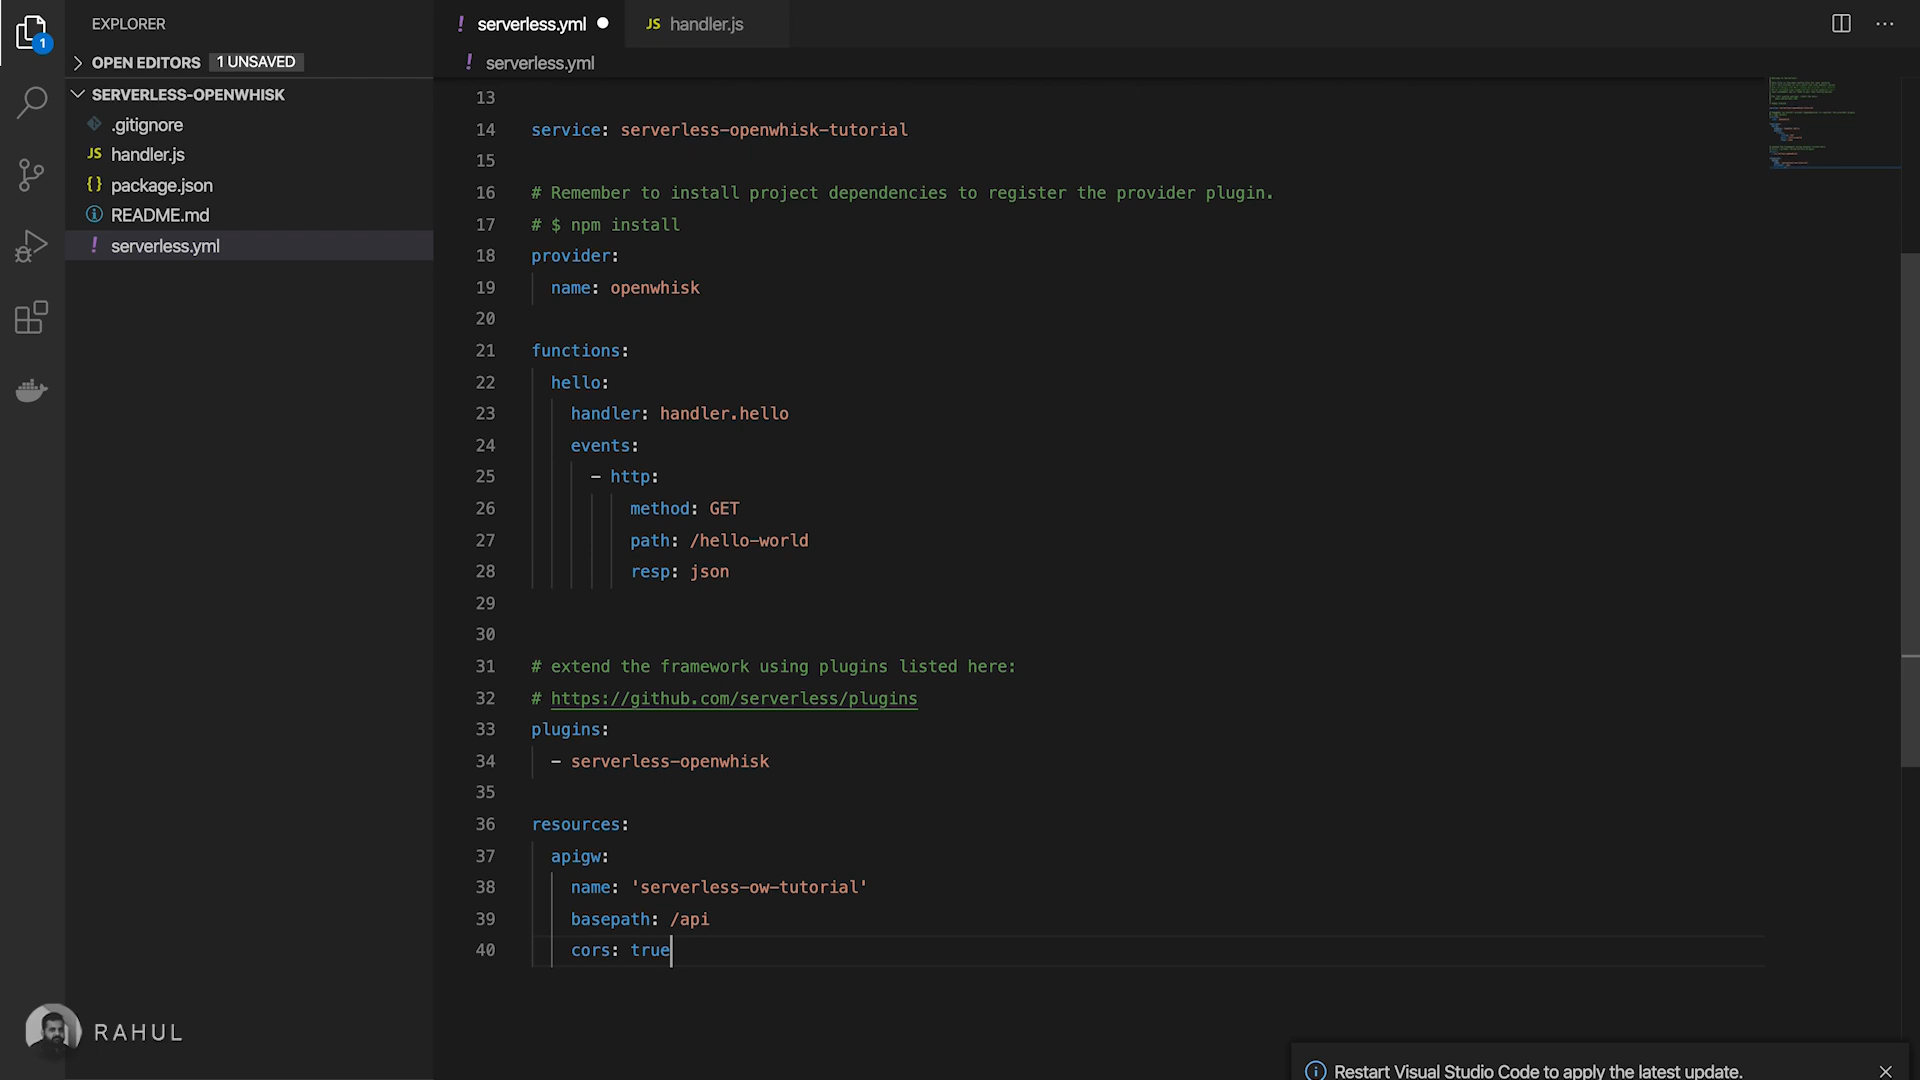 EXPLORER
! serverless.yml
JS handler.js
1
OPEN EDITORS 1 UNSAVED
! serverless.yml
SERVERLESS-OPENWHISK
.gitignore
JS handler.js
{} package.json
README.md
! serverless.yml
13
14 service: serverless-openwhisk-tutorial
15
16 # Remember to install project dependencies to register the provider plugin.
17 # $ npm install
18 provider:
19 name: openwhisk
20
21 functions:
22 hello:
23 handler: handler.hello
24 events:
25 - http:
26 method: GET
27 path: /hello-world
28 resp: json
29
30
31 # extend the framework using plugins listed here:
32 # https://github.com/serverless/plugins
33 plugins:
34 - serverless-openwhisk
35
36 resources:
37 apigw:
38 name: 'serverless-ow-tutorial'
39 basepath: /api
40 cors: true
RAHUL
Restart Visual Studio Code to apply the latest update.